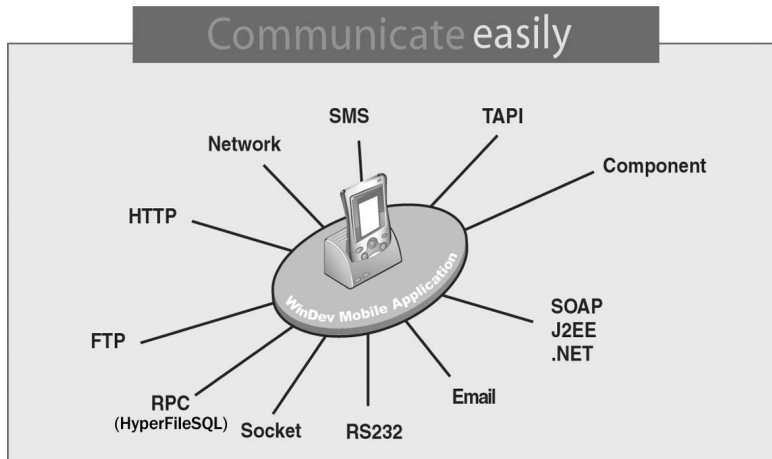 Communicate easily
SMS
TAPI
Network
Component
HTTP
WinDev Mobile Application
SOAP
J2EE
.NET
FTP
RPC
(HyperFileSQL)
Socket
RS232
Email